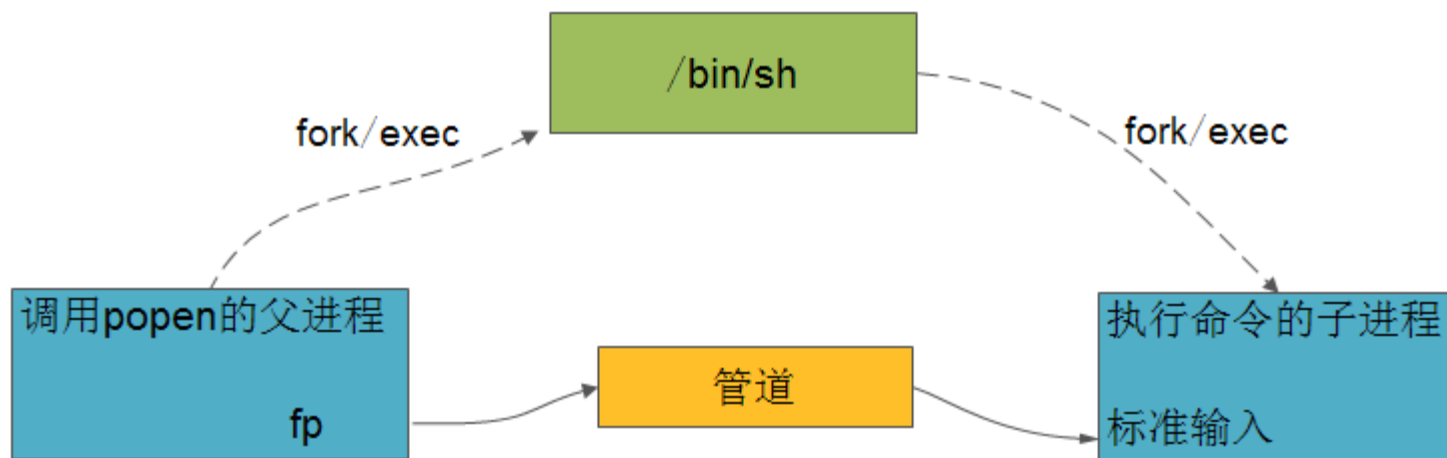 /bin/sh
fork/exec
fork/exec
调用popen的父进程
执行命令的子进程
管道
fp
标准输入